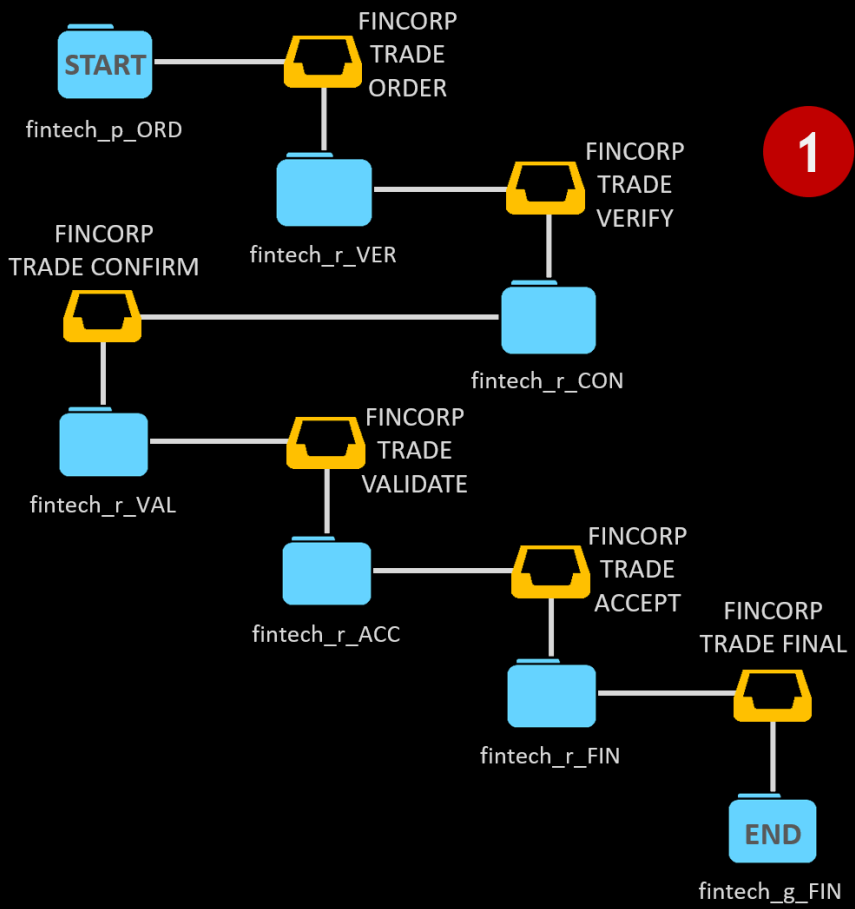 START
fintech_p_ORD
FINCORP
TRADE
ORDER
1
fintech_r_VER
FINCORP
TRADE
VERIFY
fintech_r_CON
FINCORP
TRADE CONFIRM
fintech_r_VAL
FINCORP
TRADE
VALIDATE
fintech_r_ACC
FINCORP
TRADE
ACCEPT
fintech_r_FIN
FINCORP
TRADE FINAL
END
fintech_g_FIN